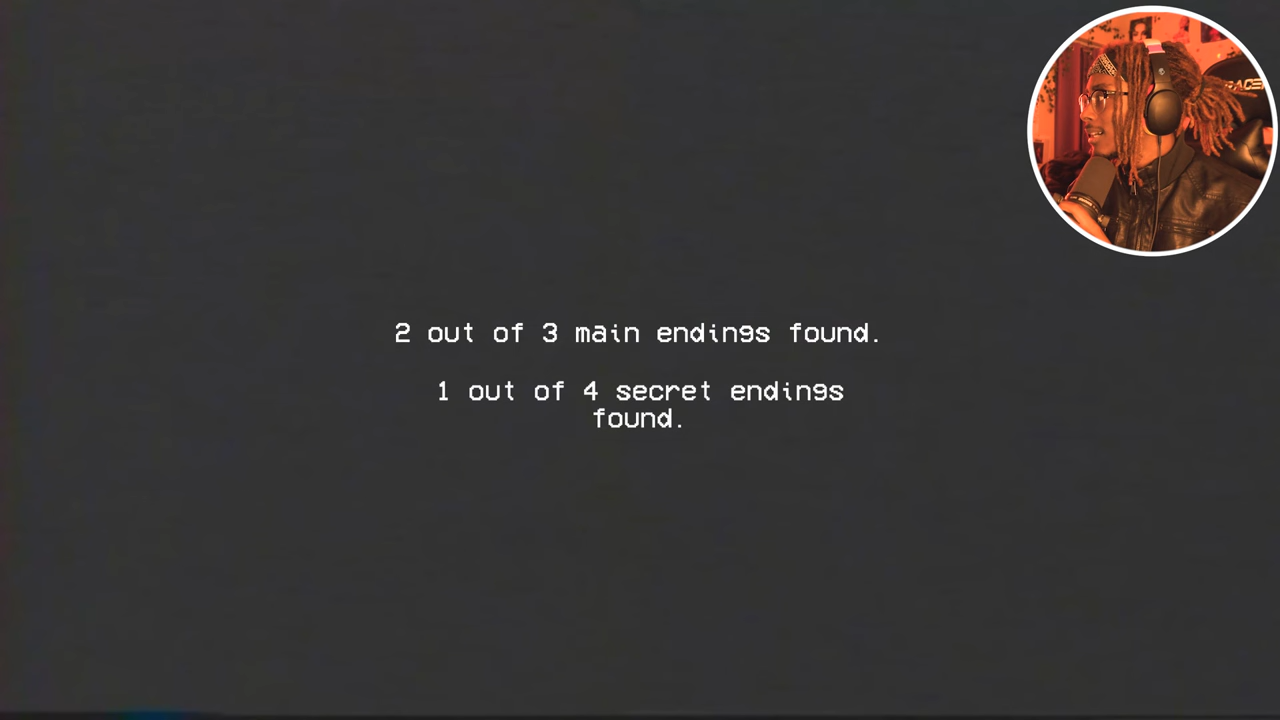 2 out of 3 main endings found.
1 out of 4 secret endings
found.